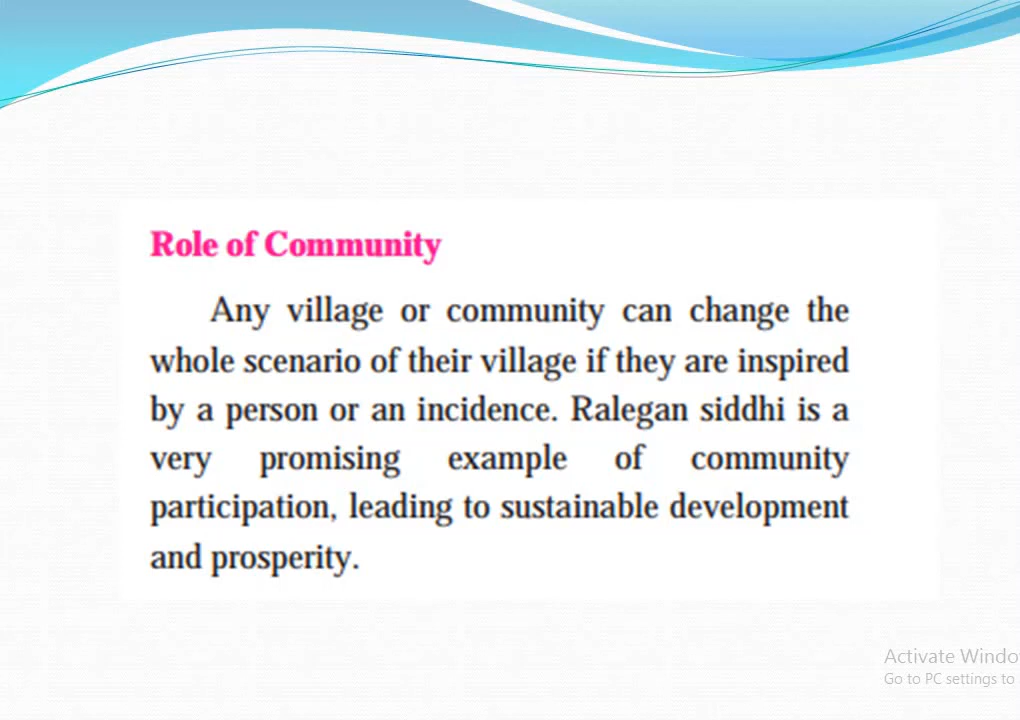 Role of Community
Any village or community can change the
whole scenario of their village if they are inspired
by a person or an incidence. Ralegan siddhi is a
very promising example of community
participation, leading to sustainable development
and prosperity.
Activate Windo
Go to PC settings to